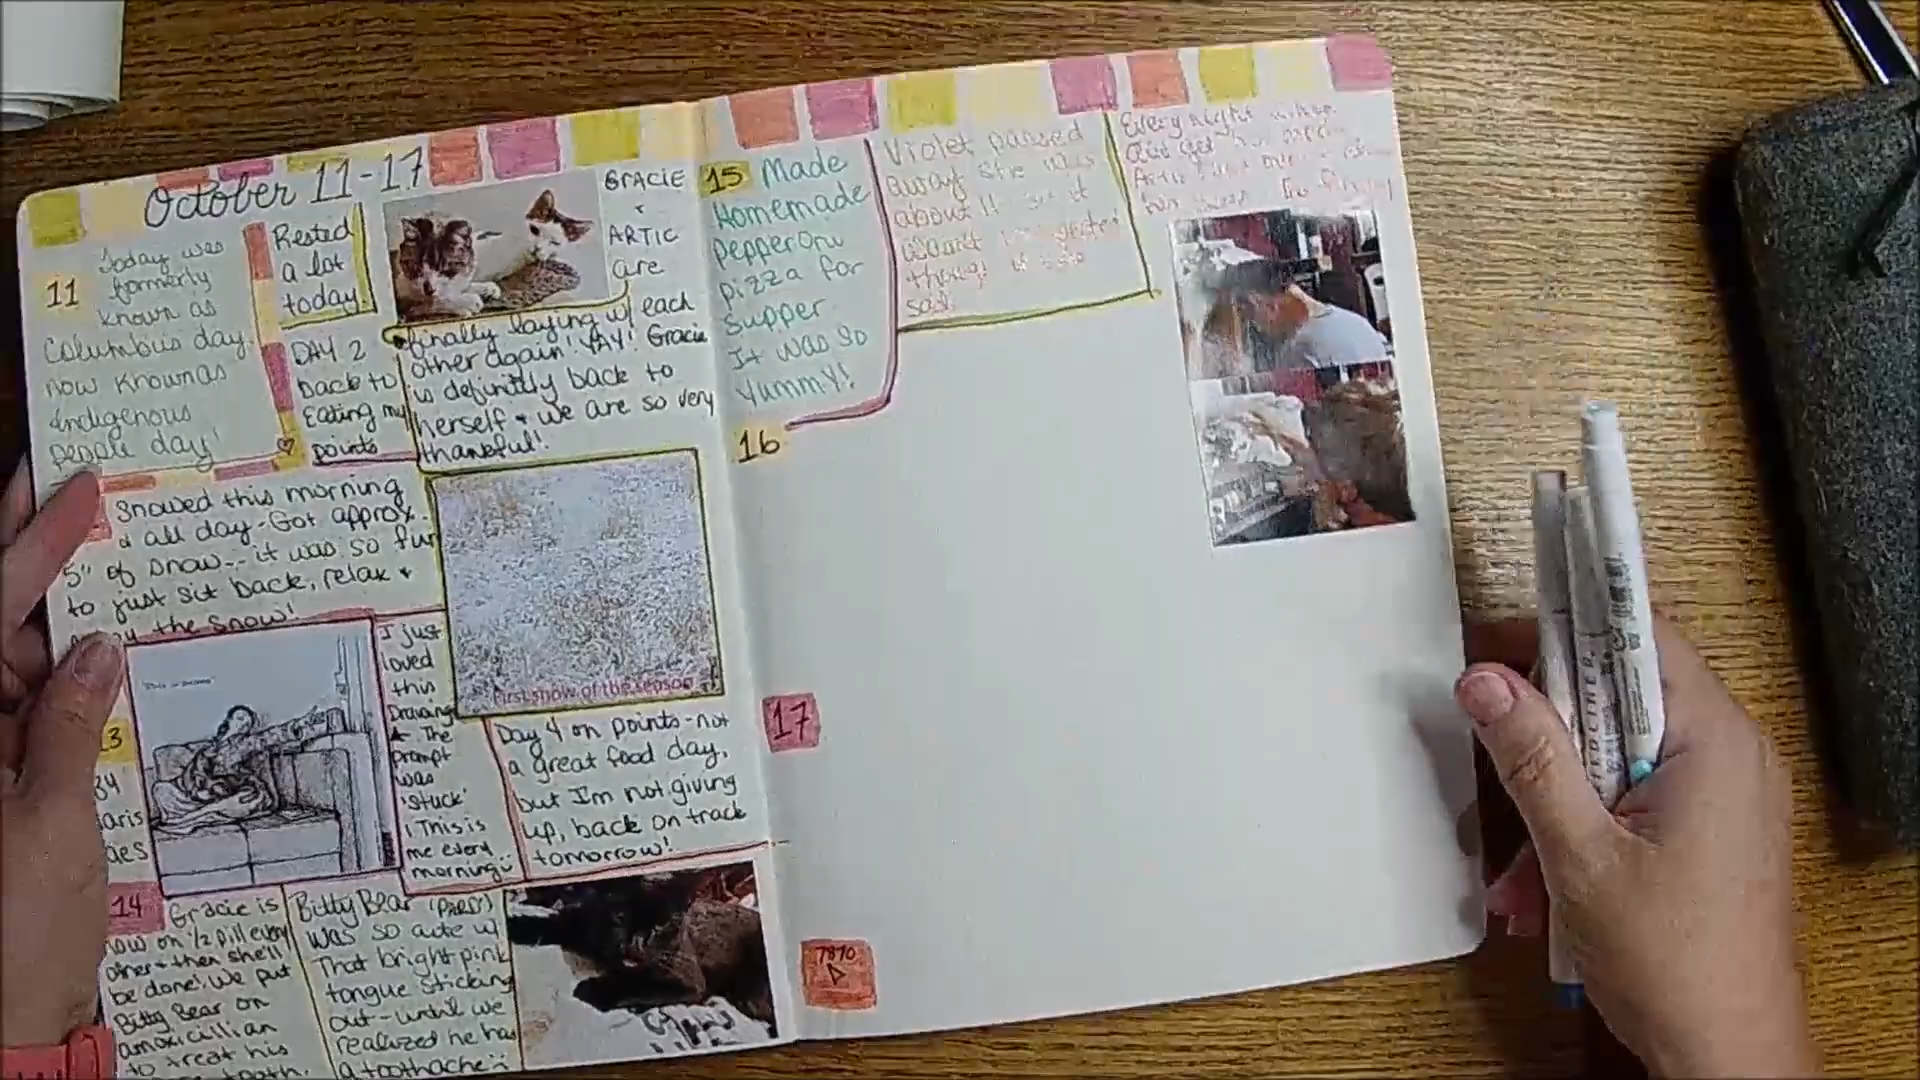 October 11-17
11
Today was
formerly
known as
Columbus day.
now known as
Indigenous
people day!
Rested
a lot
today.
DAY 2
back to
Eating my
points
GRACIE
+
ARTIC
are
finally laying w/ each
other again! YAY! Gracie
is definitly back to
herself + we are so very
thankful!
Snowed this morning
+ all day - Got approx.
5" of snow... it was so fun
to just sit back, relax +
the snow!
First snow of the season
13
I just
loved
this
Drawing
The
prompt
was
'stuck'
This is
me every
morning
Day 4 on points - not
a great food day,
but I'm not giving
up, back on track
tomorrow!
14
Gracie is
now on 1/2 pill every
other + then she'll
be done! We put
Bitty Bear on
amoxicillian
to treat his
tooth.
Bitty Bear
was so cute w/
That bright pink
tongue sticking
out - until we
realized he has
a toothache
15
Made
Homemade
pepperoni
pizza for
supper.
It was so
Yummy!
Violet passed
away she was
about
though
sad.
Every night when
16
17
7870